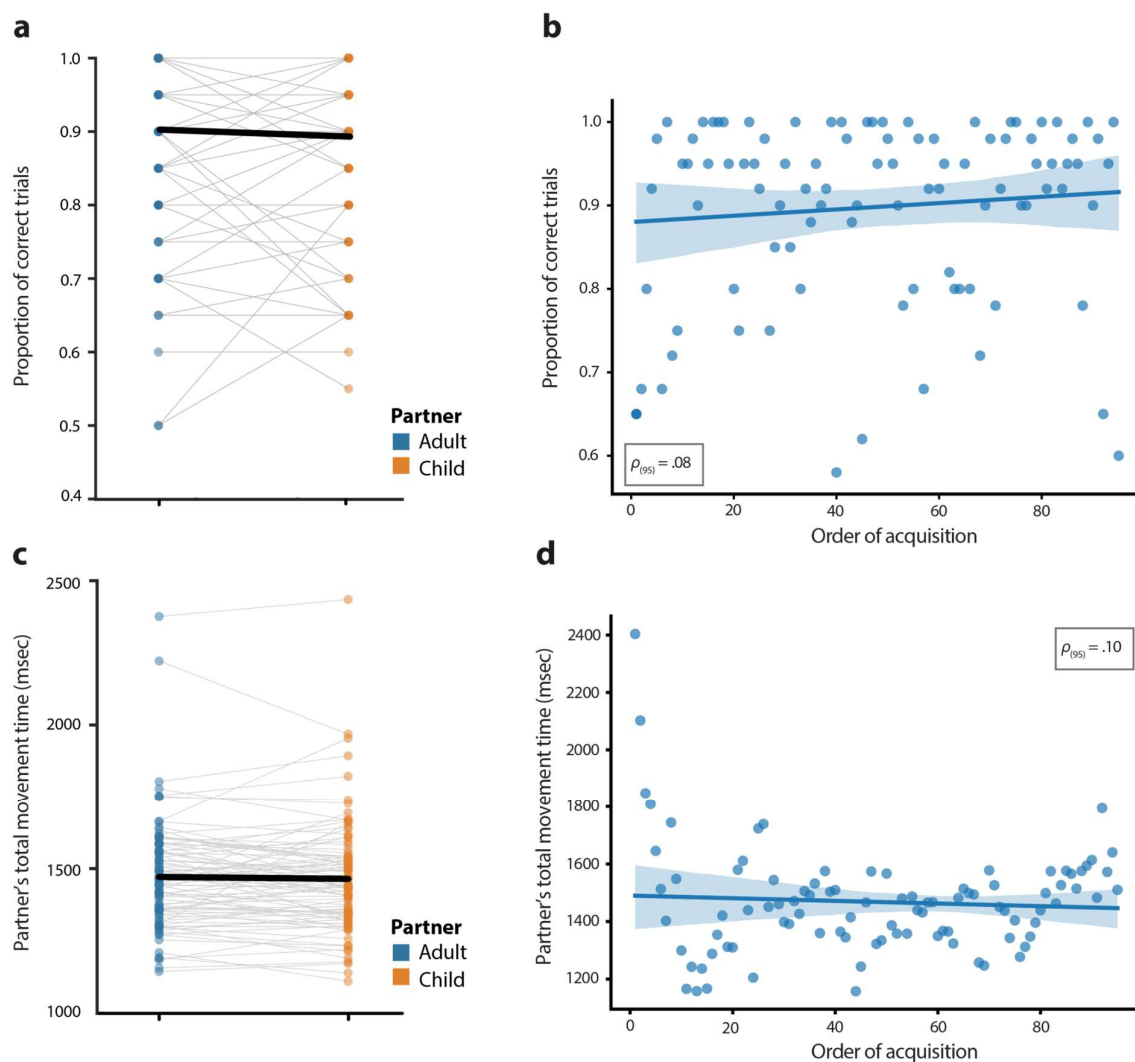 a
1.0
0.9
0.8
0.7
0.6
0.5
0.4
Proportion of correct trials
Partner
Adult
Child
b
1.0
0.9
0.8
0.7
0.6
Proportion of correct trials
ρ(95) = .08
0 20 40 60 80
Order of acquisition
c
2500
2000
1500
1000
Partner's total movement time (msec)
Partner
Adult
Child
d
2400
2200
2000
1800
1600
1400
1200
Partner's total movement time (msec)
ρ(95) = .10
0 20 40 60 80
Order of acquisition